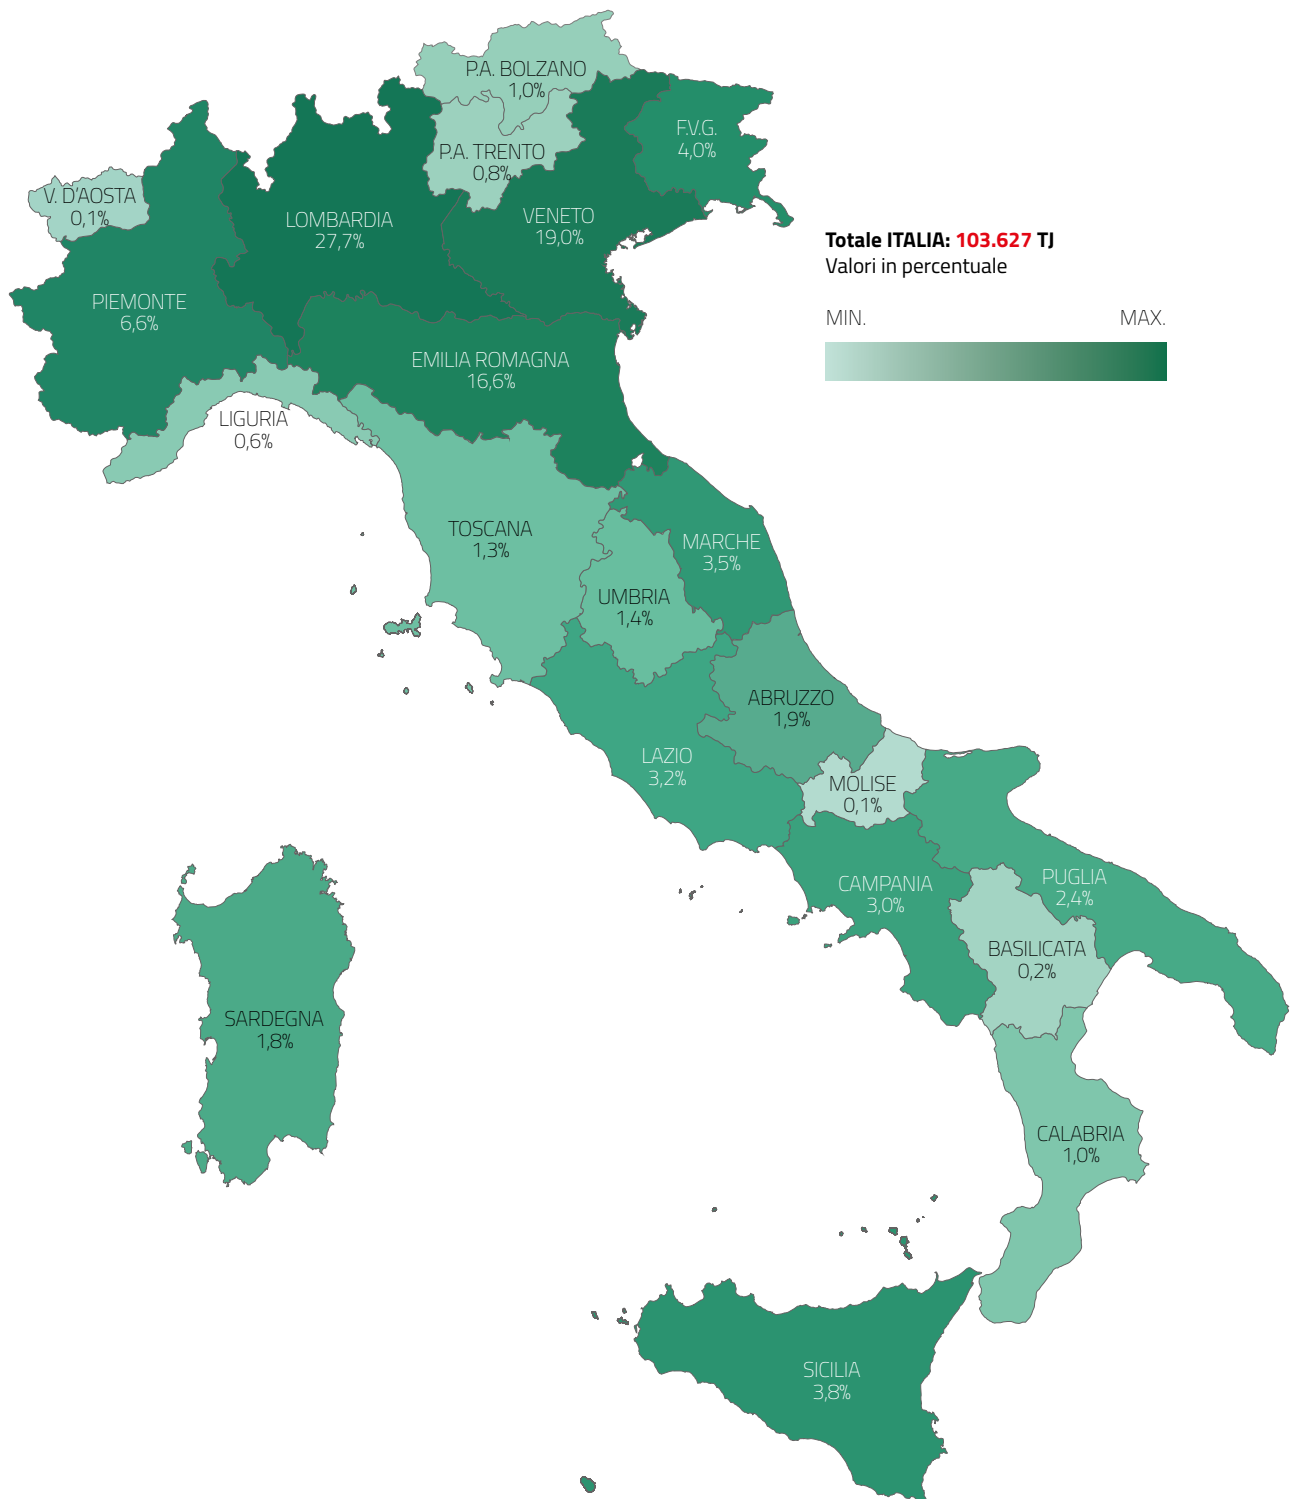 P.A. BOLZANO
1,0%
F.V.G.
4,0%
P.A. TRENTO
0,8%
V. D'AOSTA
0,1%
LOMBARDIA
27,7%
VENETO
19,0%
Totale ITALIA: 103.627 TJ
Valori in percentuale
MIN. MAX.
PIEMONTE
6,6%
EMILIA ROMAGNA
16,6%
LIGURIA
0,6%
TOSCANA
1,3%
MARCHE
3,5%
UMBRIA
1,4%
ABRUZZO
1,9%
LAZIO
3,2%
MOLISE
0,1%
CAMPANIA
3,0%
PUGLIA
2,4%
BASILICATA
0,2%
SARDEGNA
1,8%
CALABRIA
1,0%
SICILIA
3,8%